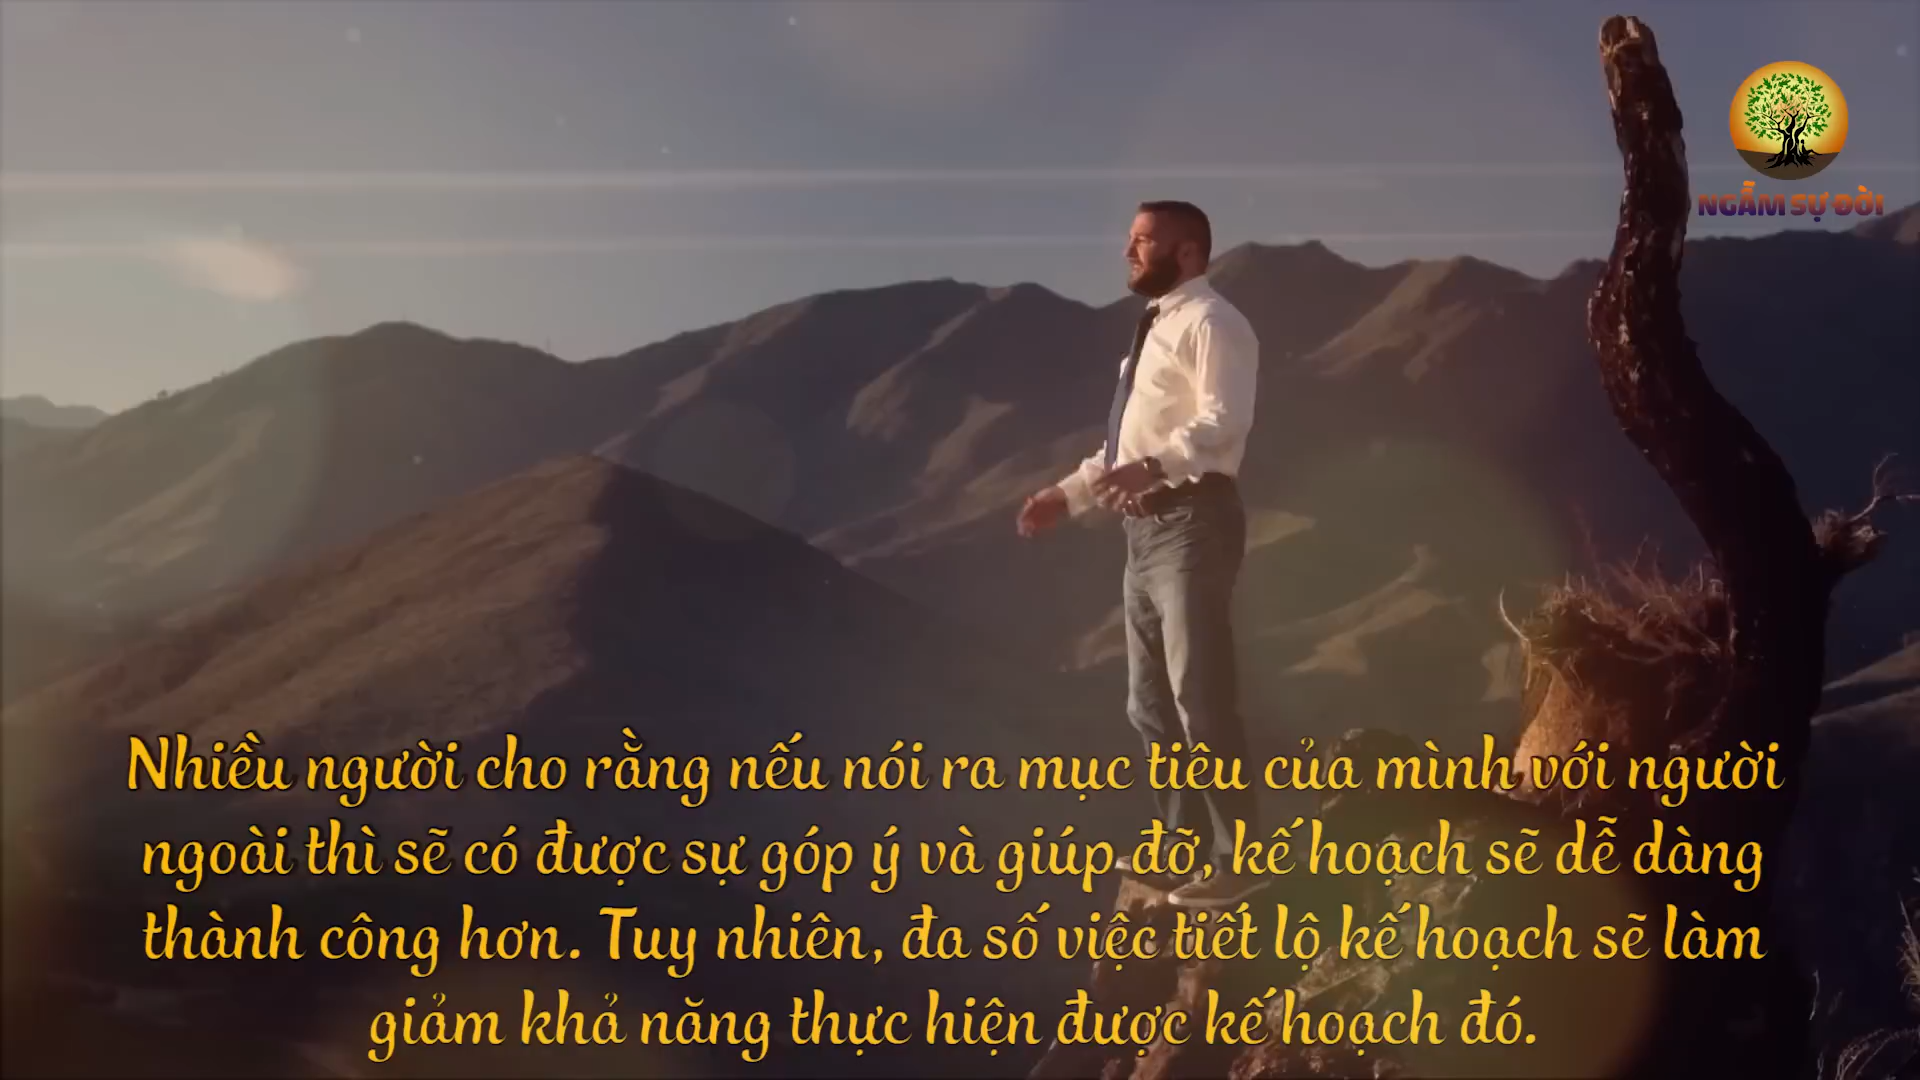 NGẪM SỰ ĐỜI
Nhiều người cho rằng nếu nói ra mục tiêu của mình với người
ngoài thì sẽ có được sự góp ý và giúp đỡ, kế hoạch sẽ dễ dàng
thành công hơn. Tuy nhiên, đa số việc tiết lộ kế hoạch sẽ làm
giảm khả năng thực hiện được kế hoạch đó.